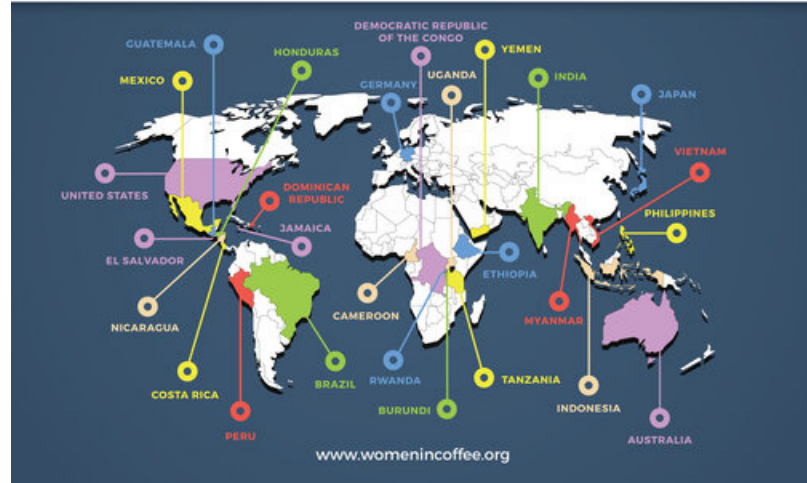 DEMOCRATIC REPUBLIC
OF THE CONGO
GUATEMALA
HONDURAS
YEMEN
UGANDA
MEXICO
GERMANY
INDIA
JAPAN
VIETNAM
UNITED STATES
DOMINICAN
REPUBLIC
PHILIPPINES
JAMAICA
EL SALVADOR
ETHIOPIA
NICARAGUA
CAMEROON
MYANMAR
COSTA RICA
BRAZIL
RWANDA
TANZANIA
BURUNDI
INDONESIA
PERU
AUSTRALIA
www.womenincoffee.org